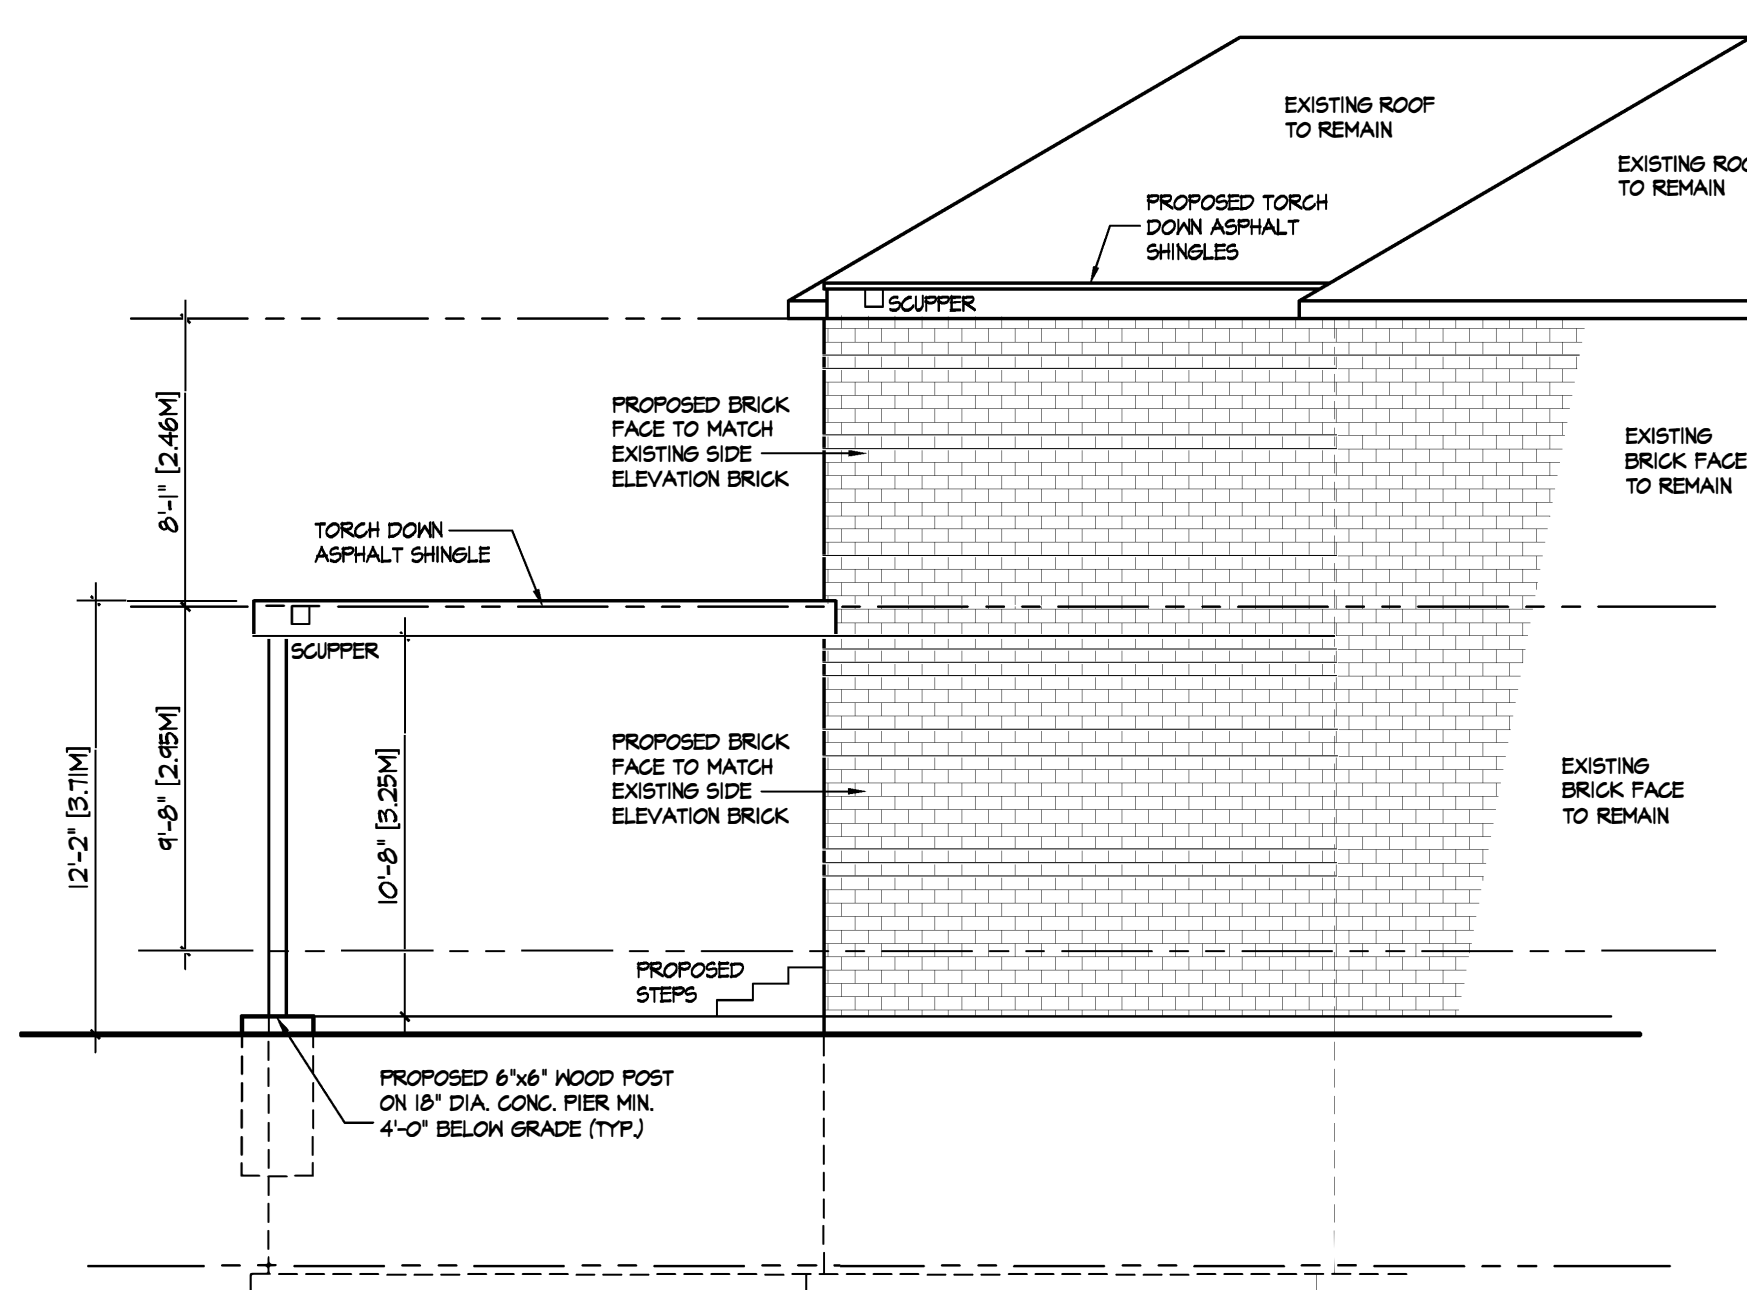 EXISTING ROOF
TO REMAIN
EXISTING
TO REMAIN
PROPOSED TORCH
DOWN ASPHALT
SHINGLES
SCUPPER
PROPOSED BRICK
FACE TO MATCH
EXISTING SIDE
ELEVATION BRICK
EXISTING
BRICK FACE
TO REMAIN
8'-1" [2.46M]
TORCH DOWN
ASPHALT SHINGLE
SCUPPER
12'-2" [3.71M]
9'-8" [2.95M]
10'-8" [3.25M]
PROPOSED BRICK
FACE TO MATCH
EXISTING SIDE
ELEVATION BRICK
EXISTING
BRICK FACE
TO REMAIN
PROPOSED
STEPS
PROPOSED 6"x6" WOOD POST
ON 18" DIA. CONC. PIER MIN.
4'-0" BELOW GRADE (TYP.)